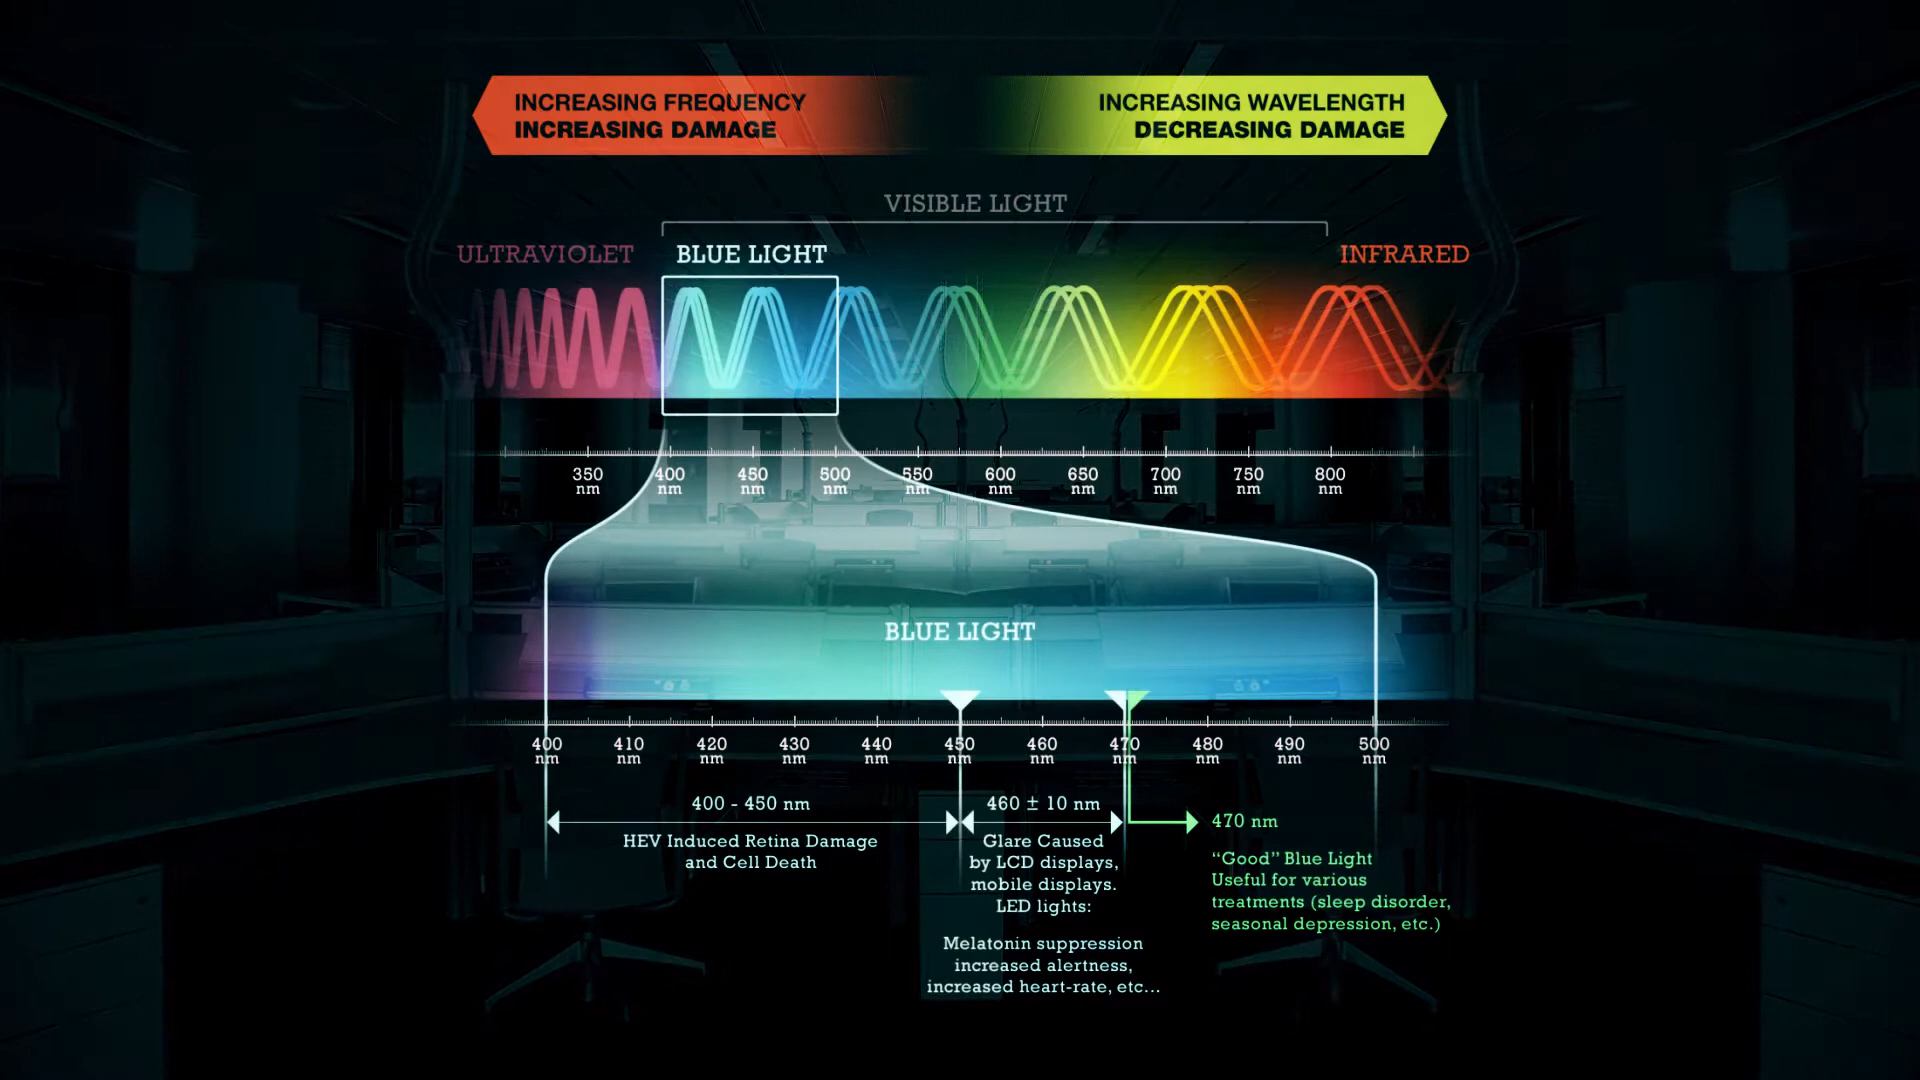 INCREASING FREQUENCY
INCREASING DAMAGE
INCREASING WAVELENGTH
DECREASING DAMAGE
VISIBLE LIGHT
ULTRAVIOLET
BLUE LIGHT
INFRARED
350 400 450 500 550 600 650 700 750 800
nm nm nm nm nm nm nm nm nm nm
BLUE LIGHT
400 410 420 430 440 450 460 470 480 490 500
nm nm nm nm nm nm nm nm nm nm nm
400 - 450 nm
HEV Induced Retina Damage
and Cell Death
460 ± 10 nm
Glare Caused
by LCD displays,
mobile displays.
LED lights:
Melatonin suppression
increased alertness,
increased heart-rate, etc...
470 nm
“Good” Blue Light
Useful for various
treatments (sleep disorder,
seasonal depression, etc.)